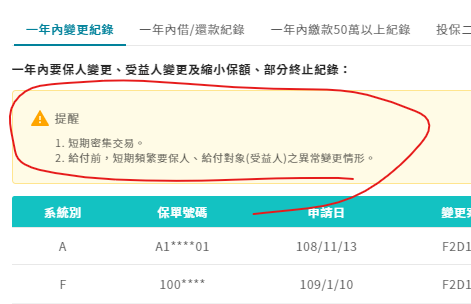 一年內變更紀錄 一年內借/還款紀錄 一年內繳款50萬以上紀錄 投保二
一年內要保人變更、受益人變更及縮小保額、部分終止紀錄：
提醒
1. 短期密集交易。
2. 給付前，短期頻繁要保人、給付對象(受益人)之異常變更情形。
系統別 保單號碼 申請日 變更
A A1****01 108/11/13 F2D1
F 100**** 109/1/10 F2D1